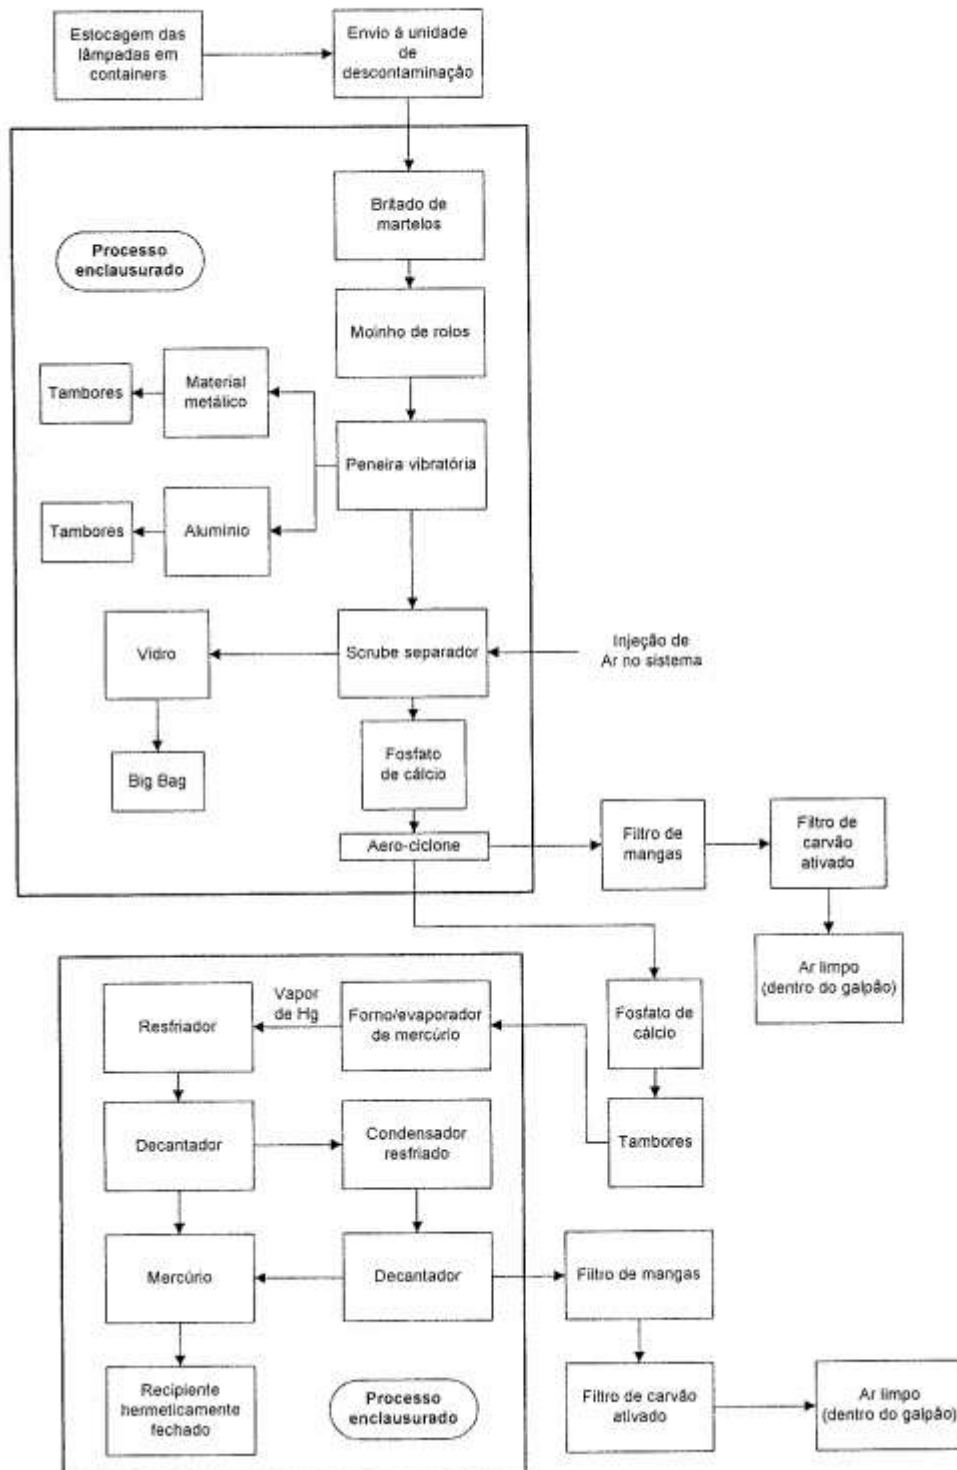 Estocagem das
lâmpadas em
containers
Envio à unidade
de
descontaminação
Britado de
martelos
Processo
enclausurado
Moinho de rolos
Tambores
Material
metálico
Peneira vibratória
Tambores
Alumínio
Vidro
Scrube separador
Injeção de
Ar no sistema
Big Bag
Fosfato
de cálcio
Aero-ciclone
Filtro de
mangas
Filtro de
carvão
ativado
Ar limpo
(dentro do galpão)
Resfriador
Vapor
de Hg
Forno/evaporador
de mercúrio
Fosfato de
cálcio
Decantador
Condensador
resfriado
Tambores
Mercúrio
Decantador
Filtro de mangas
Recipiente
hermeticamente
fechado
Processo
enclausurado
Filtro de carvão
ativado
Ar limpo
(dentro do galpão)